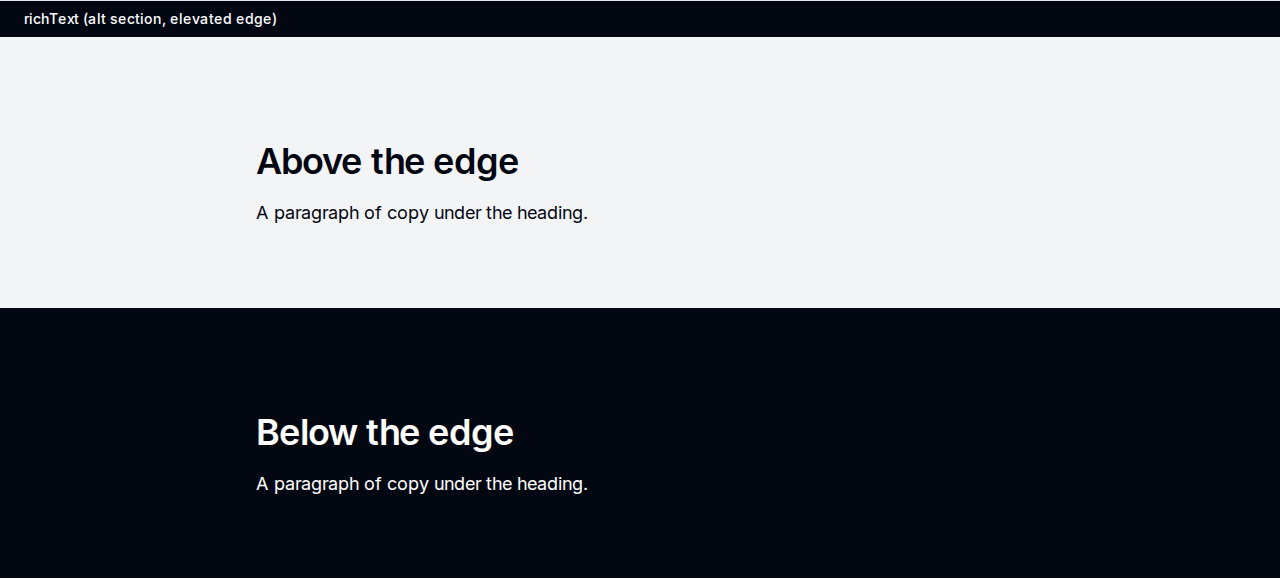 richText (alt section, elevated edge)
Above the edge
A paragraph of copy under the heading.
Below the edge
A paragraph of copy under the heading.